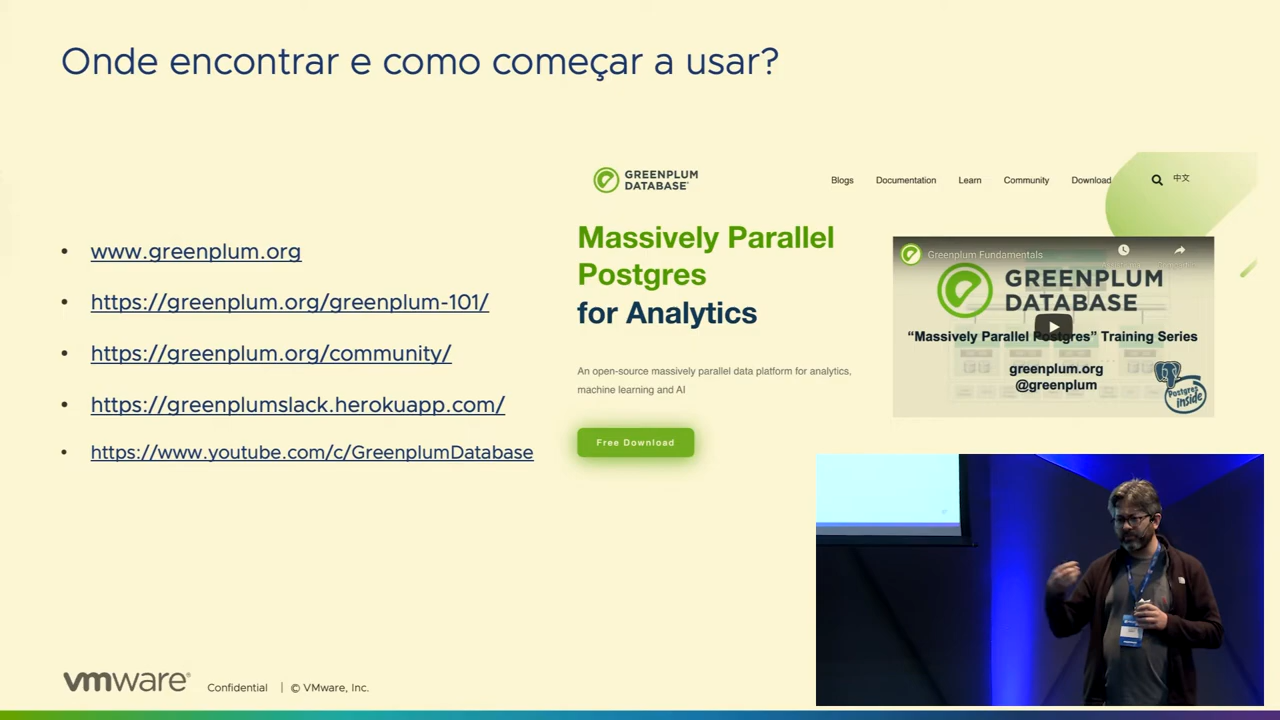 Onde encontrar e como começar a usar?
• www.greenplum.org
• https://greenplum.org/greenplum-101/
• https://greenplum.org/community/
• https://greenplumslack.herokuapp.com/
• https://www.youtube.com/c/GreenplumDatabase
GREENPLUM
DATABASE
Blogs Documentation Learn Community Download 中文
Massively Parallel
Postgres
for Analytics
An open-source massively parallel data platform for analytics,
machine learning and AI
Free Download
Greenplum Fundamentals
GREENPLUM
DATABASE
“Massively Parallel Postgres” Training Series
greenplum.org
@greenplum
Postgres
inside
vmware® Confidential | © VMware, Inc.